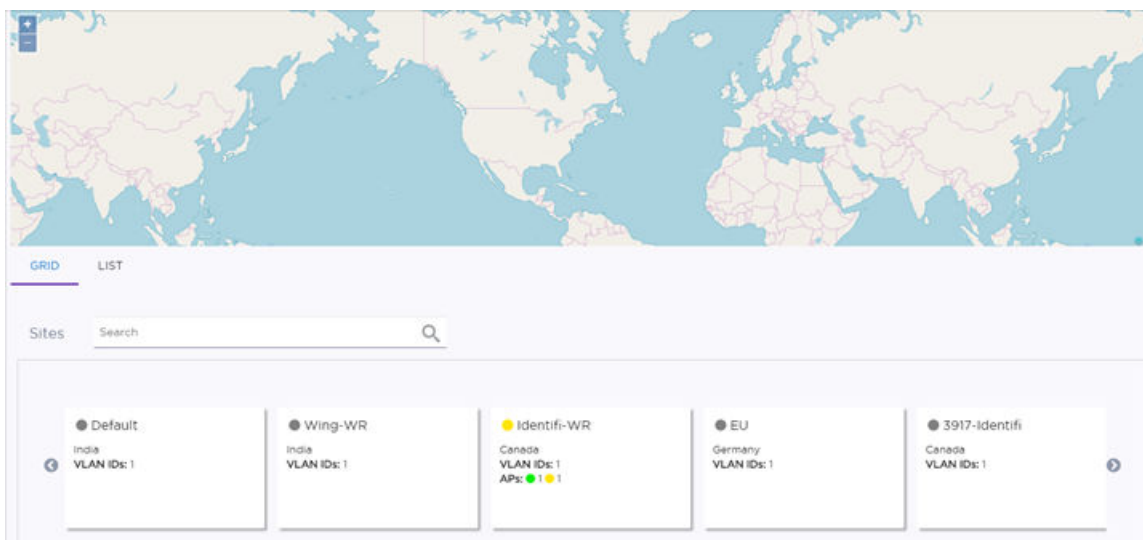 +
−
GRID LIST
Sites Search
Default
India
VLAN IDs: 1
Wing-WR
India
VLAN IDs: 1
Identifi-WR
Canada
VLAN IDs: 1
APs: 1 1
EU
Germany
VLAN IDs: 1
3917-Identifi
Canada
VLAN IDs: 1